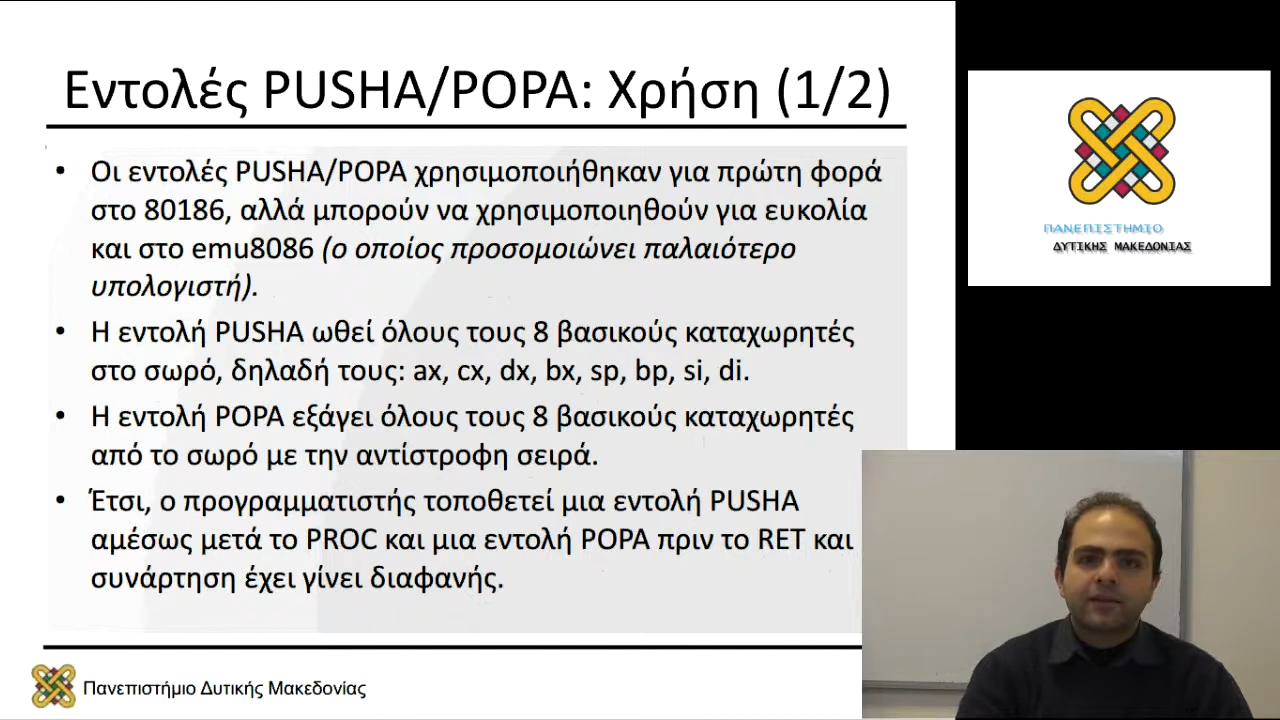 Εντολές PUSHA/POPA: Χρήση (1/2)
• Οι εντολές PUSHA/POPA χρησιμοποιήθηκαν για πρώτη φορά
στο 80186, αλλά μπορούν να χρησιμοποιηθούν για ευκολία
και στο emu8086 (ο οποίος προσομοιώνει παλαιότερο
υπολογιστή).
• Η εντολή PUSHA ωθεί όλους τους 8 βασικούς καταχωρητές
στο σωρό, δηλαδή τους: ax, cx, dx, bx, sp, bp, si, di.
• Η εντολή POPA εξάγει όλους τους 8 βασικούς καταχωρητές
από το σωρό με την αντίστροφη σειρά.
• Έτσι, ο προγραμματιστής τοποθετεί μια εντολή PUSHA
αμέσως μετά το PROC και μια εντολή POPA πριν το RET και
συνάρτηση έχει γίνει διαφανής.
Πανεπιστήμιο Δυτικής Μακεδονίας
ΠΑΝΕΠΙΣΤΗΜΙΟ
ΔΥΤΙΚΗΣ ΜΑΚΕΔΟΝΙΑΣ